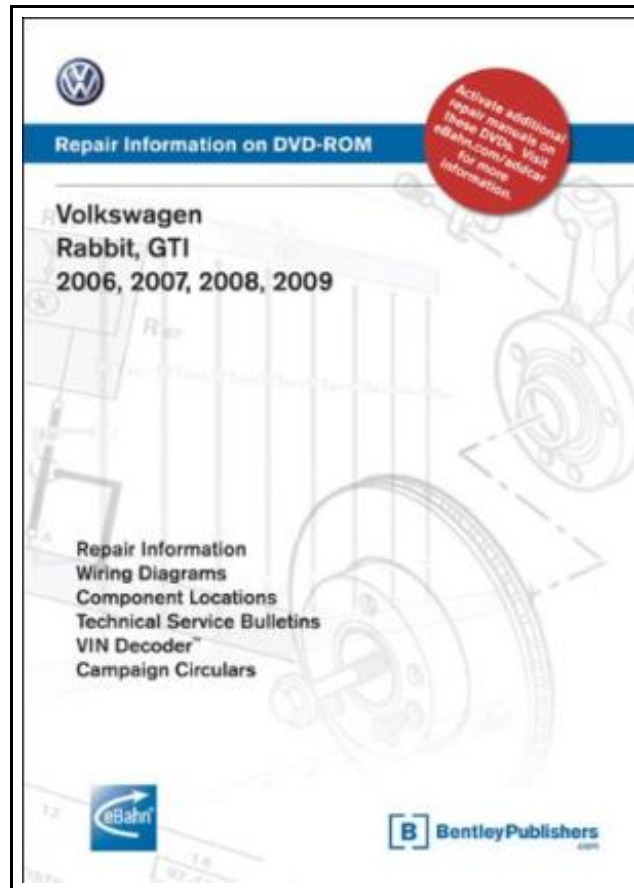 Activate additional
repair manuals on
these DVDs. Visit
eBahn.com/addcar
for more
information.
Repair Information on DVD-ROM
Volkswagen
Rabbit, GTI
2006, 2007, 2008, 2009
Repair Information
Wiring Diagrams
Component Locations
Technical Service Bulletins
VIN Decoder™
Campaign Circulars
eBahn
[B] BentleyPublishers
.com